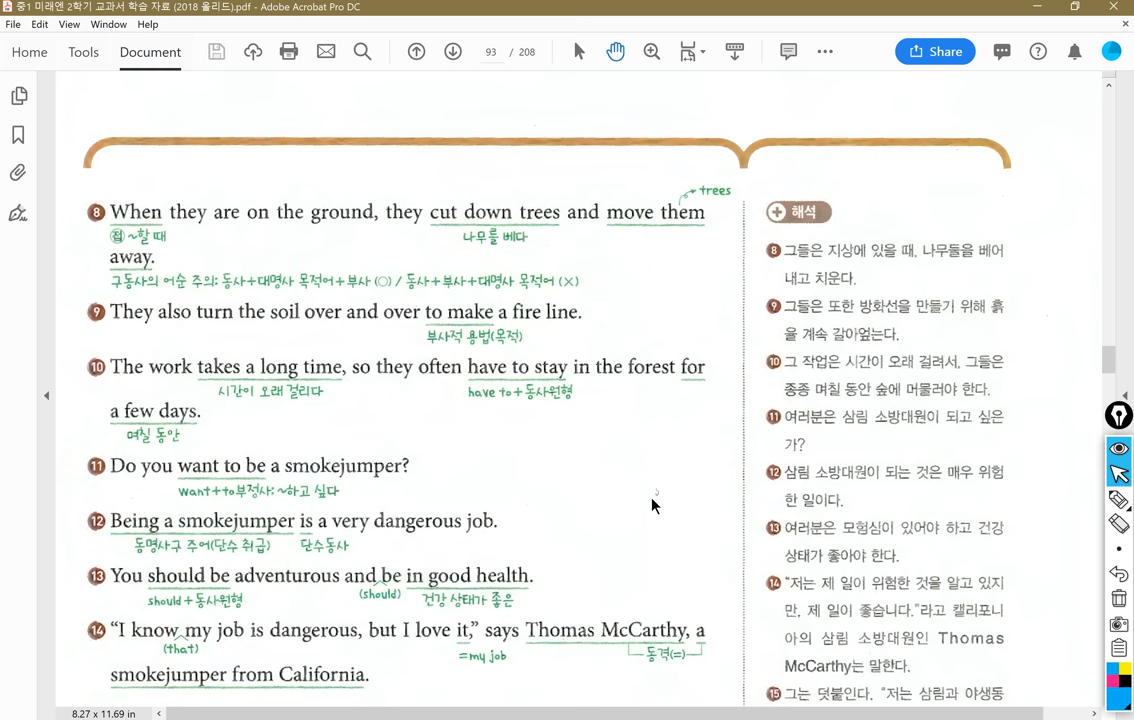 중1 미래엔 2학기 교과서 학습 자료 (2018 올리드).pdf - Adobe Acrobat Pro DC
File Edit View Window Help
Home Tools Document 93 / 208 Share
trees
8 When they are on the ground, they cut down trees and move them
접 ~할 때 나무를 베다
away.
구동사의 어순 주의: 동사+대명사 목적어+부사 (○) / 동사+부사+대명사 목적어 (×)
9 They also turn the soil over and over to make a fire line.
부사적 용법(목적)
10 The work takes a long time, so they often have to stay in the forest for
시간이 오래 걸리다 have to+동사원형
a few days.
며칠 동안
11 Do you want to be a smokejumper?
want+to부정사: ~하고 싶다
12 Being a smokejumper is a very dangerous job.
동명사구 주어(단수 취급) 단수동사
13 You should be adventurous and be in good health.
should+동사원형 (should) 건강 상태가 좋은
14 “I know my job is dangerous, but I love it,” says Thomas McCarthy, a
(that) =my job 동격(=)
smokejumper from California.
+ 해석
8 그들은 지상에 있을 때, 나무들을 베어
내고 치운다.
9 그들은 또한 방화선을 만들기 위해 흙
을 계속 갈아엎는다.
10 그 작업은 시간이 오래 걸려서, 그들은
종종 며칠 동안 숲에 머물러야 한다.
11 여러분은 삼림 소방대원이 되고 싶은
가?
12 삼림 소방대원이 되는 것은 매우 위험
한 일이다.
13 여러분은 모험심이 있어야 하고 건강
상태가 좋아야 한다.
14 “저는 제 일이 위험한 것을 알고 있지
만, 제 일이 좋습니다.”라고 캘리포니
아의 삼림 소방대원인 Thomas
McCarthy는 말한다.
15 그는 덧붙인다. “저는 삼림과 야생동
8.27 x 11.69 in